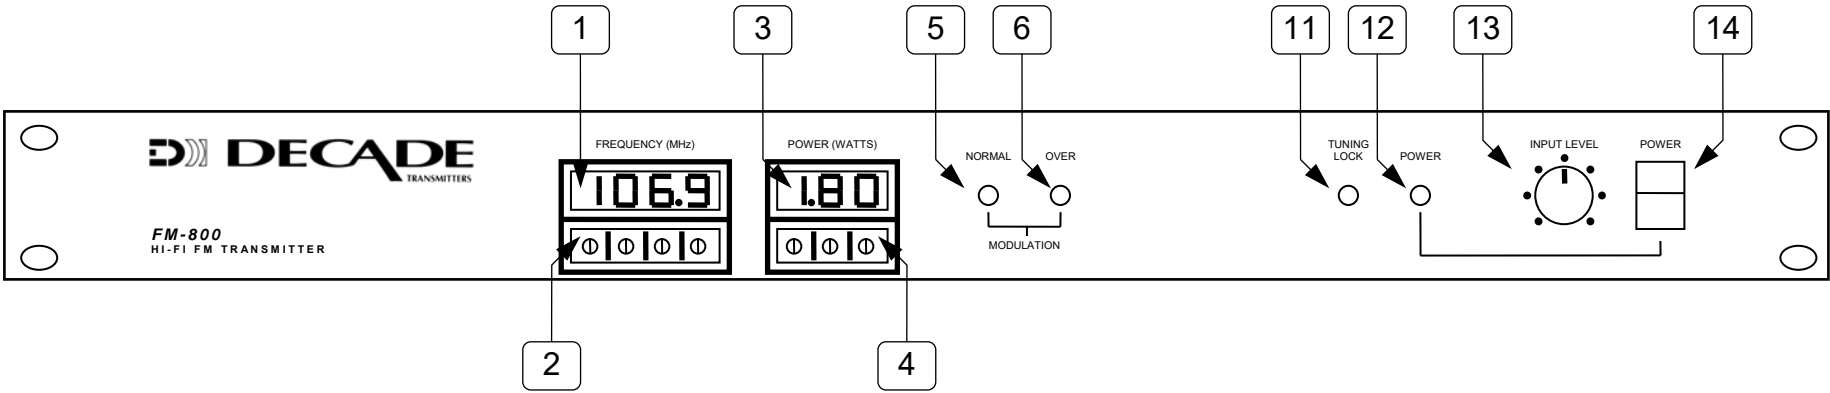 1
3
5
6
11
12
13
14
DECADE
TRANSMITTERS
FREQUENCY (MHz)
POWER (WATTS)
NORMAL
OVER
TUNING
LOCK
POWER
INPUT LEVEL
POWER
106.9
1.80
FM-800
HI-FI FM TRANSMITTER
MODULATION
2
4